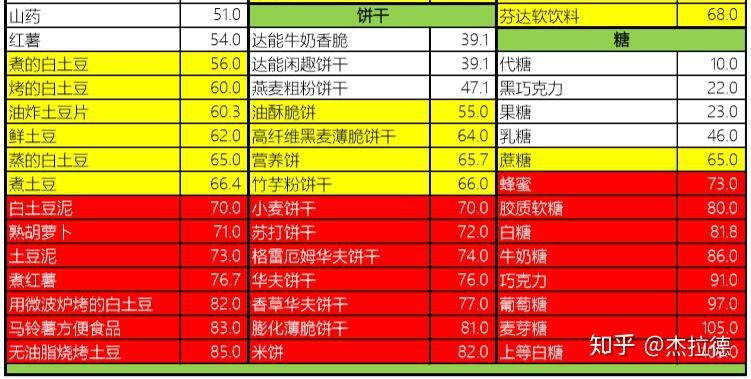 山药 51.0 饼干 芬达软饮料 68.0
红薯 54.0 达能牛奶香脆 39.1 糖
煮的白土豆 56.0 达能闲趣饼干 39.1 代糖 10.0
烤的白土豆 60.0 燕麦粗粉饼干 47.1 黑巧克力 22.0
油炸土豆片 60.3 油酥脆饼 55.0 果糖 23.0
鲜土豆 62.0 高纤维黑麦薄脆饼干 64.0 乳糖 46.0
蒸的白土豆 65.0 营养饼 65.7 蔗糖 65.0
煮土豆 66.4 竹芋粉饼干 66.0 蜂蜜 73.0
白土豆泥 70.0 小麦饼干 70.0 胶质软糖 80.0
熟胡萝卜 71.0 苏打饼干 72.0 白糖 81.8
土豆泥 73.0 格雷厄姆华夫饼干 74.0 牛奶糖 86.0
煮红薯 76.7 华夫饼干 76.0 巧克力 91.0
用微波炉烤的白土豆 82.0 香草华夫饼干 77.0 葡萄糖 97.0
马铃薯方便食品 83.0 膨化薄脆饼干 81.0 麦芽糖 105.0
无油脂烧烤土豆 85.0 米饼 82.0 上等白糖
知乎 @杰拉德